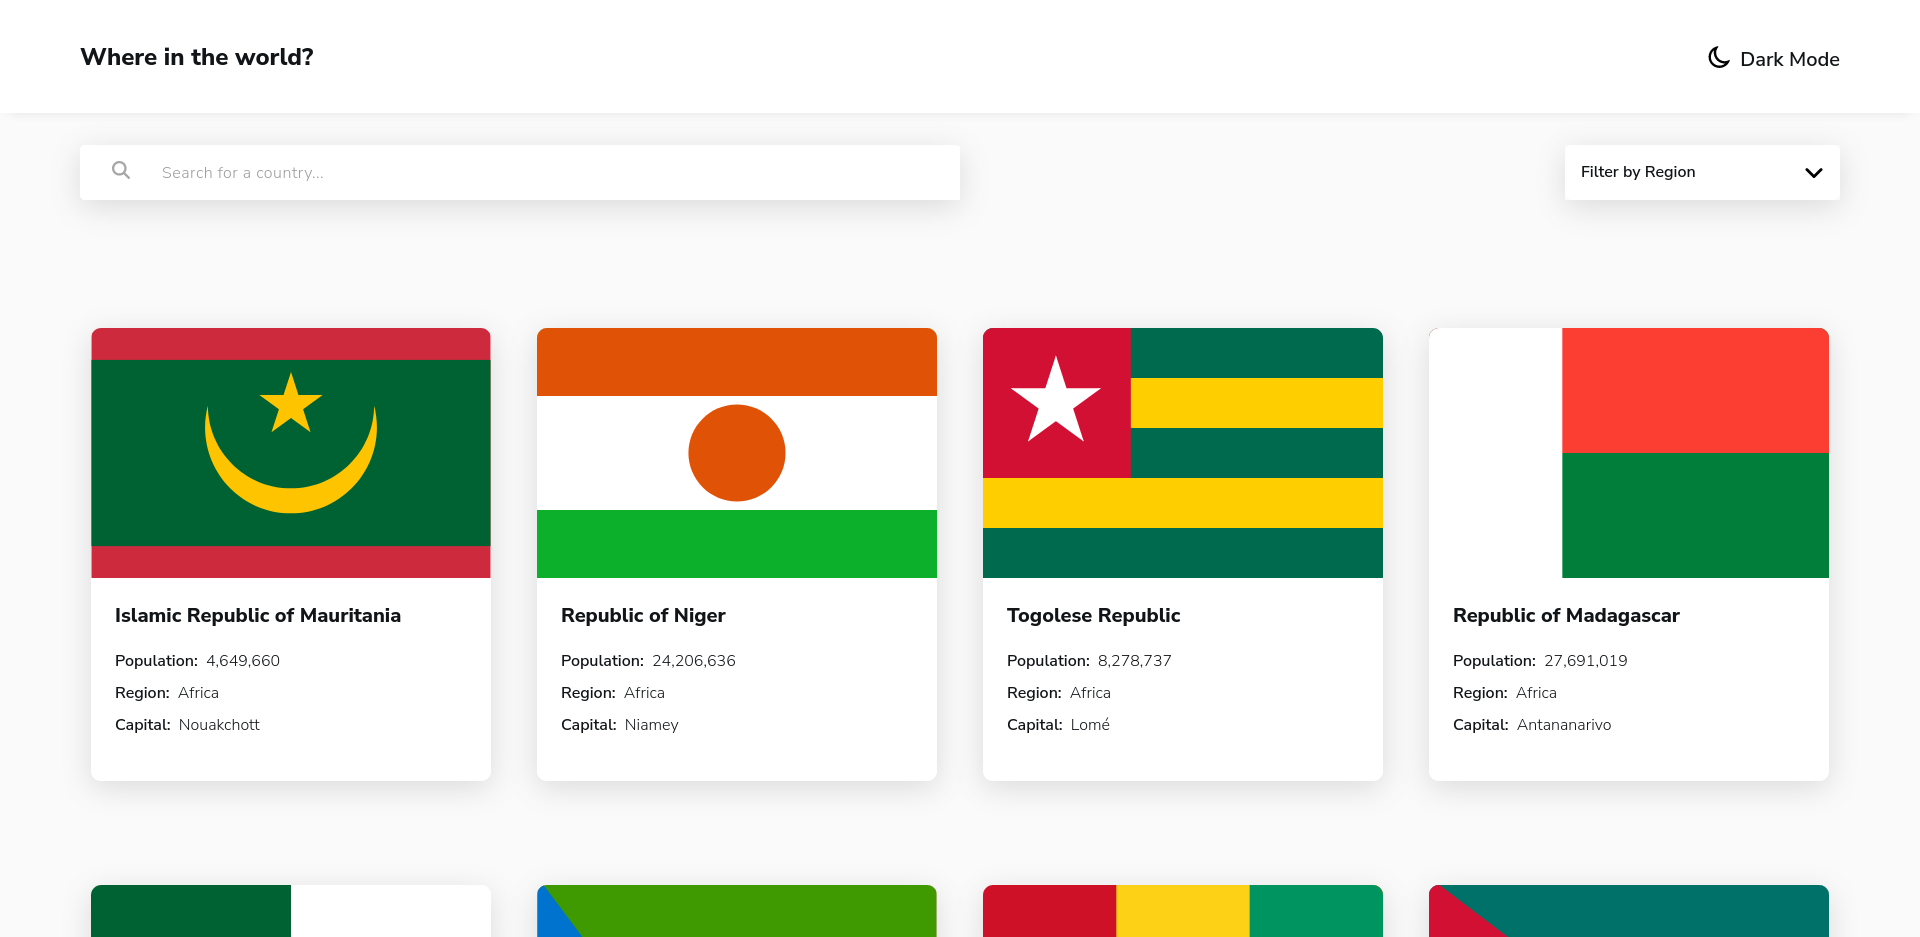 Where in the world?
Dark Mode
Search for a country...
Filter by Region
Islamic Republic of Mauritania
Population: 4,649,660
Region: Africa
Capital: Nouakchott
Republic of Niger
Population: 24,206,636
Region: Africa
Capital: Niamey
Togolese Republic
Population: 8,278,737
Region: Africa
Capital: Lomé
Republic of Madagascar
Population: 27,691,019
Region: Africa
Capital: Antananarivo